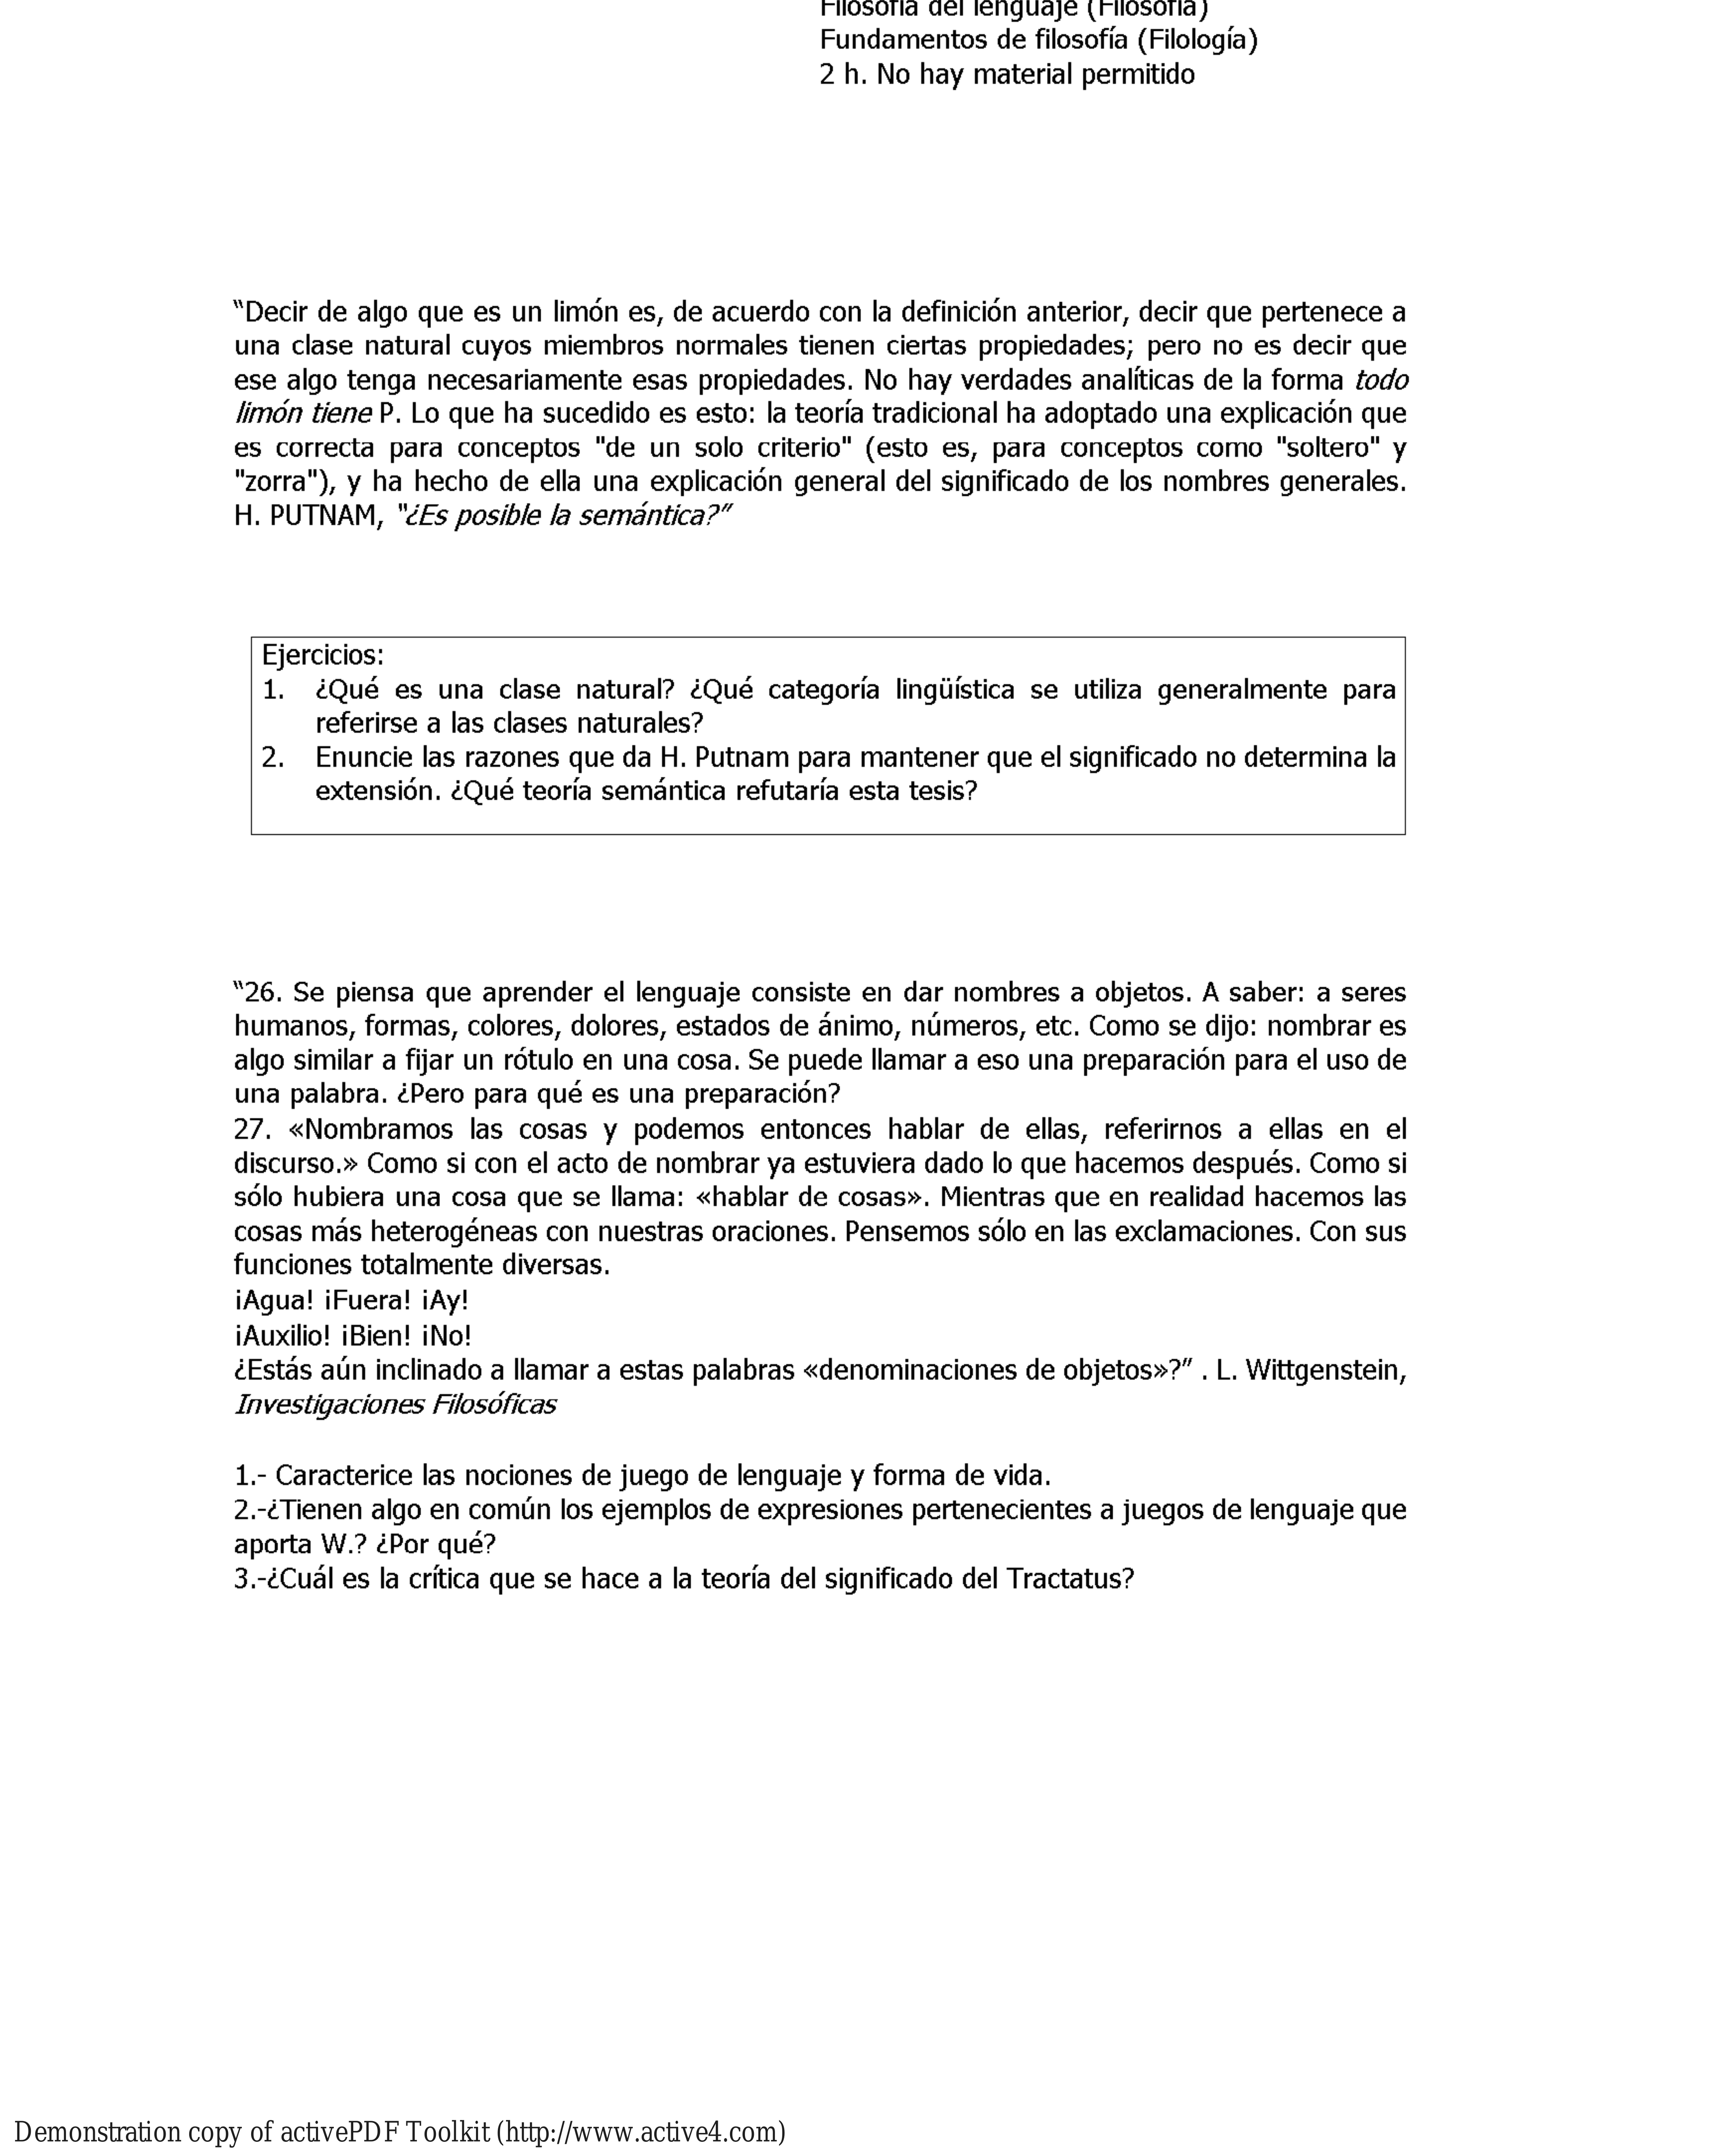 Filosofía del lenguaje (Filosofía)
Fundamentos de filosofía (Filología)
2 h. No hay material permitido
“Decir de algo que es un limón es, de acuerdo con la definición anterior, decir que pertenece a
una clase natural cuyos miembros normales tienen ciertas propiedades; pero no es decir que
ese algo tenga necesariamente esas propiedades. No hay verdades analíticas de la forma todo
limón tiene P. Lo que ha sucedido es esto: la teoría tradicional ha adoptado una explicación que
es correcta para conceptos "de un solo criterio" (esto es, para conceptos como "soltero" y
"zorra"), y ha hecho de ella una explicación general del significado de los nombres generales.
H. PUTNAM, "¿Es posible la semántica?”
Ejercicios:
1. ¿Qué es una clase natural? ¿Qué categoría lingüística se utiliza generalmente para
referirse a las clases naturales?
2. Enuncie las razones que da H. Putnam para mantener que el significado no determina la
extensión. ¿Qué teoría semántica refutaría esta tesis?
“26. Se piensa que aprender el lenguaje consiste en dar nombres a objetos. A saber: a seres
humanos, formas, colores, dolores, estados de ánimo, números, etc. Como se dijo: nombrar es
algo similar a fijar un rótulo en una cosa. Se puede llamar a eso una preparación para el uso de
una palabra. ¿Pero para qué es una preparación?
27. «Nombramos las cosas y podemos entonces hablar de ellas, referirnos a ellas en el
discurso.» Como si con el acto de nombrar ya estuviera dado lo que hacemos después. Como si
sólo hubiera una cosa que se llama: «hablar de cosas». Mientras que en realidad hacemos las
cosas más heterogéneas con nuestras oraciones. Pensemos sólo en las exclamaciones. Con sus
funciones totalmente diversas.
¡Agua! ¡Fuera! ¡Ay!
¡Auxilio! ¡Bien! ¡No!
¿Estás aún inclinado a llamar a estas palabras «denominaciones de objetos»?” . L. Wittgenstein,
Investigaciones Filosóficas
1.- Caracterice las nociones de juego de lenguaje y forma de vida.
2.-¿Tienen algo en común los ejemplos de expresiones pertenecientes a juegos de lenguaje que
aporta W.? ¿Por qué?
3.-¿Cuál es la crítica que se hace a la teoría del significado del Tractatus?
Demonstration copy of activePDF Toolkit (http://www.active4.com)